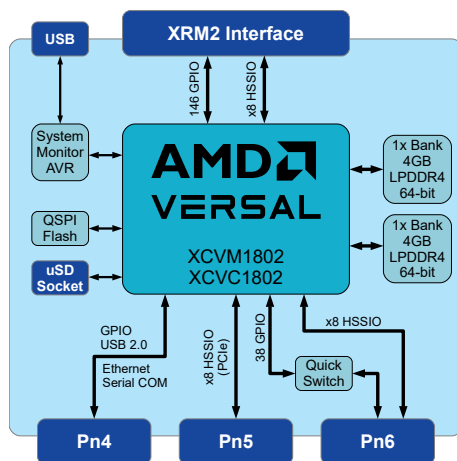 USB
XRM2 Interface
146 GPIO
x8 HSSIO
System
Monitor
AVR
AMD
VERSAL
1x Bank
4GB
LPDDR4
64-bit
QSPI
Flash
1x Bank
4GB
LPDDR4
64-bit
XCVM1802
XCVC1802
uSD
Socket
GPIO
USB 2.0
Ethernet
Serial COM
x8 HSSIO
(PCIe)
38 GPIO
x8 HSSIO
Quick
Switch
Pn4
Pn5
Pn6